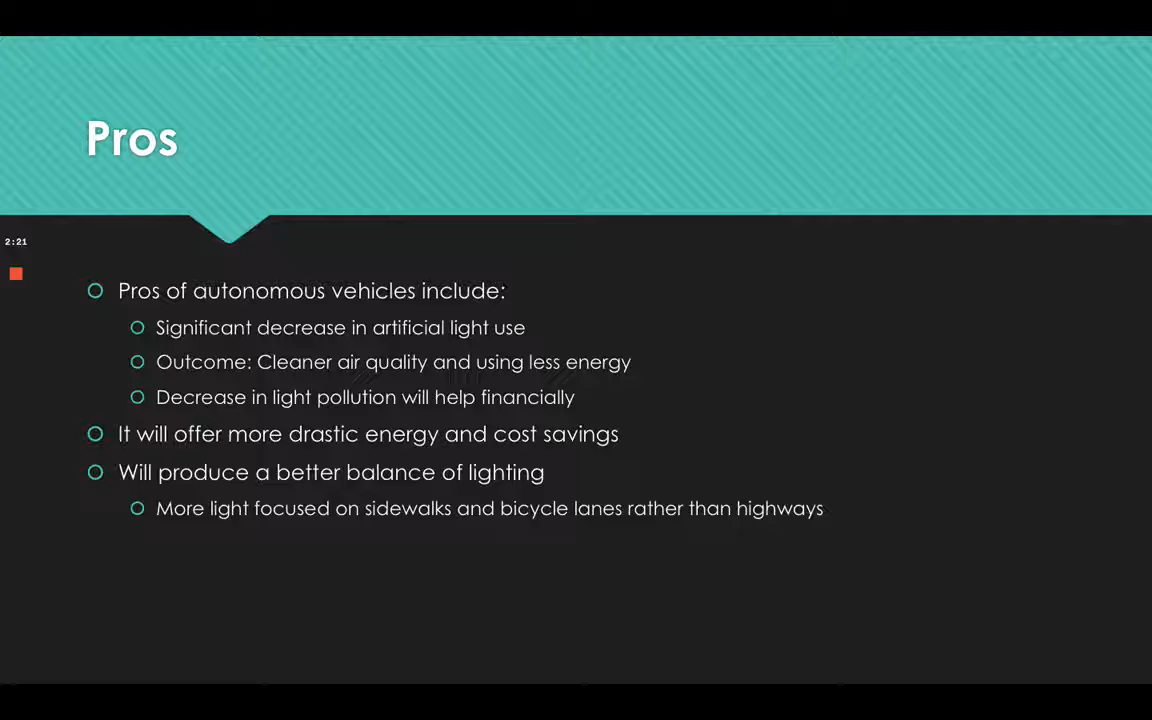 Pros
2:21
Pros of autonomous vehicles include:
Significant decrease in artificial light use
Outcome: Cleaner air quality and using less energy
Decrease in light pollution will help financially
It will offer more drastic energy and cost savings
Will produce a better balance of lighting
More light focused on sidewalks and bicycle lanes rather than highways